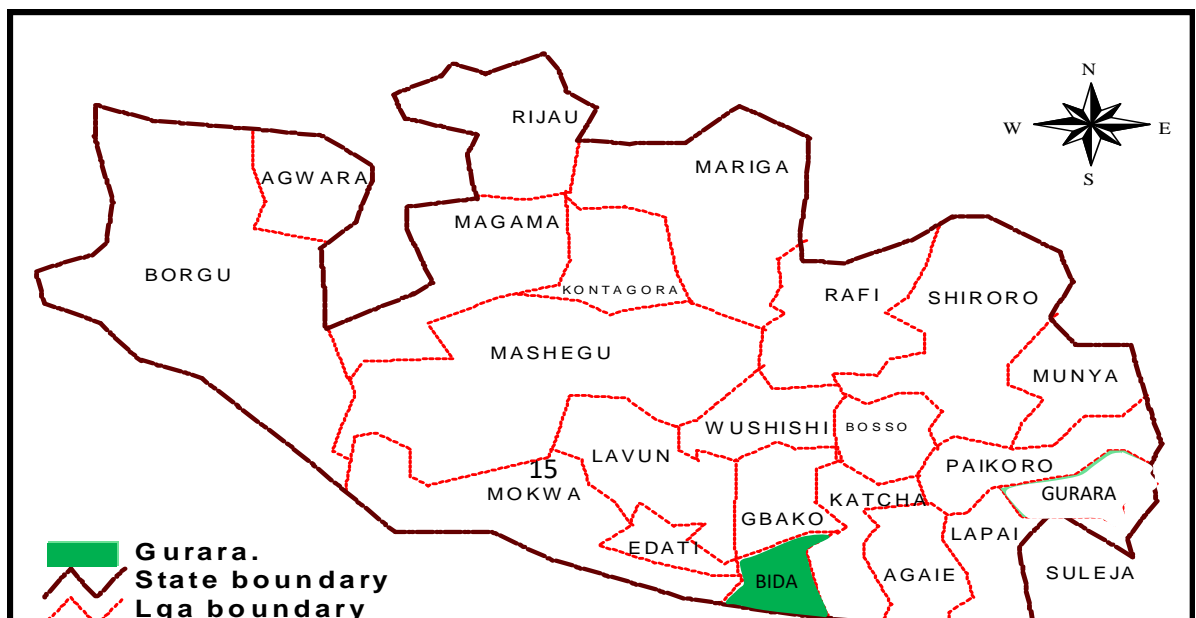 N
RIJAU
W
E
MARIGA
AGWARA
S
MAGAMA
BORGU
KONTAGORA
RAFI
SHIRORO
MASHEGU
MUNYA
WUSHISHI
BOSSO
LAVUN
15
PAIKORO
MOKWA
KATCHA
GURARA
GBAKO
LAPAI
EDATI
BIDA
AGAIE
SULEJA
Gurara.
State boundary
Lga boundary